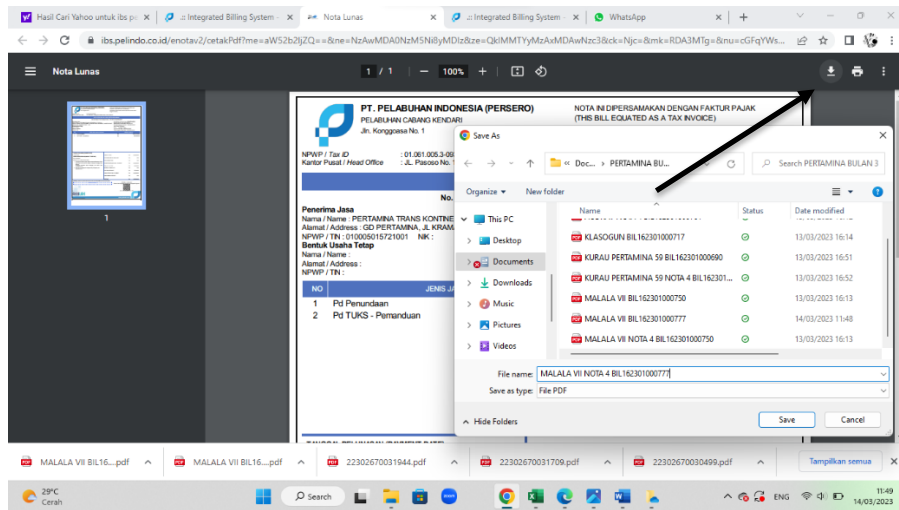 Hasil Cari Yahoo untuk ibs pe
.:: Integrated Billing System -
Nota Lunas
.:: Integrated Billing System -
WhatsApp
ibs.pelindo.co.id/enotav2/cetakPdf?me=aW52b2ljZQ==&ne=NzAwMDA0NzM5Ni8yMDIz&ze=QklMMTYyMzAxMDAwNzc3&ck=Njc=&mk=RDA3MTg=&nu=cGFqYWs...
Nota Lunas
1 / 1
100%
1
PT. PELABUHAN INDONESIA (PERSERO)
PELABUHAN CABANG KENDARI
Jln. Konggoasa No. 1
NOTA INI DIPERSAMAKAN DENGAN FAKTUR PAJAK
(THIS BILL EQUATED AS A TAX INVOICE)
NPWP / Tax ID : 01.061.005.3-093
Kantor Pusat / Head Office : JL. Pasoso No. 1
No.
Penerima Jasa
Nama / Name : PERTAMINA TRANS KONTINE
Alamat / Address : GD PERTAMINA, JL KRAM
NPWP / TIN : 010005015721001 NIK :
Bentuk Usaha Tetap
Nama / Name :
Alamat / Address :
NPWP / TIN :
NO JENIS JA
1 Pd Penundaan
2 Pd TUKS - Pemanduan
Save As
« Doc... › PERTAMINA BU...
Search PERTAMINA BULAN 3
Organize
New folder
This PC
Desktop
Documents
Downloads
Music
Pictures
Videos
Name Status Date modified
KLASOGUN BIL162301000717 13/03/2023 16:14
KURAU PERTAMINA 59 BIL162301000690 13/03/2023 16:51
KURAU PERTAMINA 59 NOTA 4 BIL162301... 13/03/2023 16:52
MALALA VII BIL162301000750 13/03/2023 16:13
MALALA VII BIL162301000777 14/03/2023 11:48
MALALA VII NOTA 4 BIL162301000750 13/03/2023 16:13
File name: MALALA VII NOTA 4 BIL162301000777
Save as type: File PDF
Hide Folders
Save
Cancel
MALALA VII BIL16....pdf
MALALA VII BIL16....pdf
22302670031944.pdf
22302670031709.pdf
22302670030499.pdf
Tampilkan semua
29°C
Cerah
Search
ENG
11:49
14/03/2023